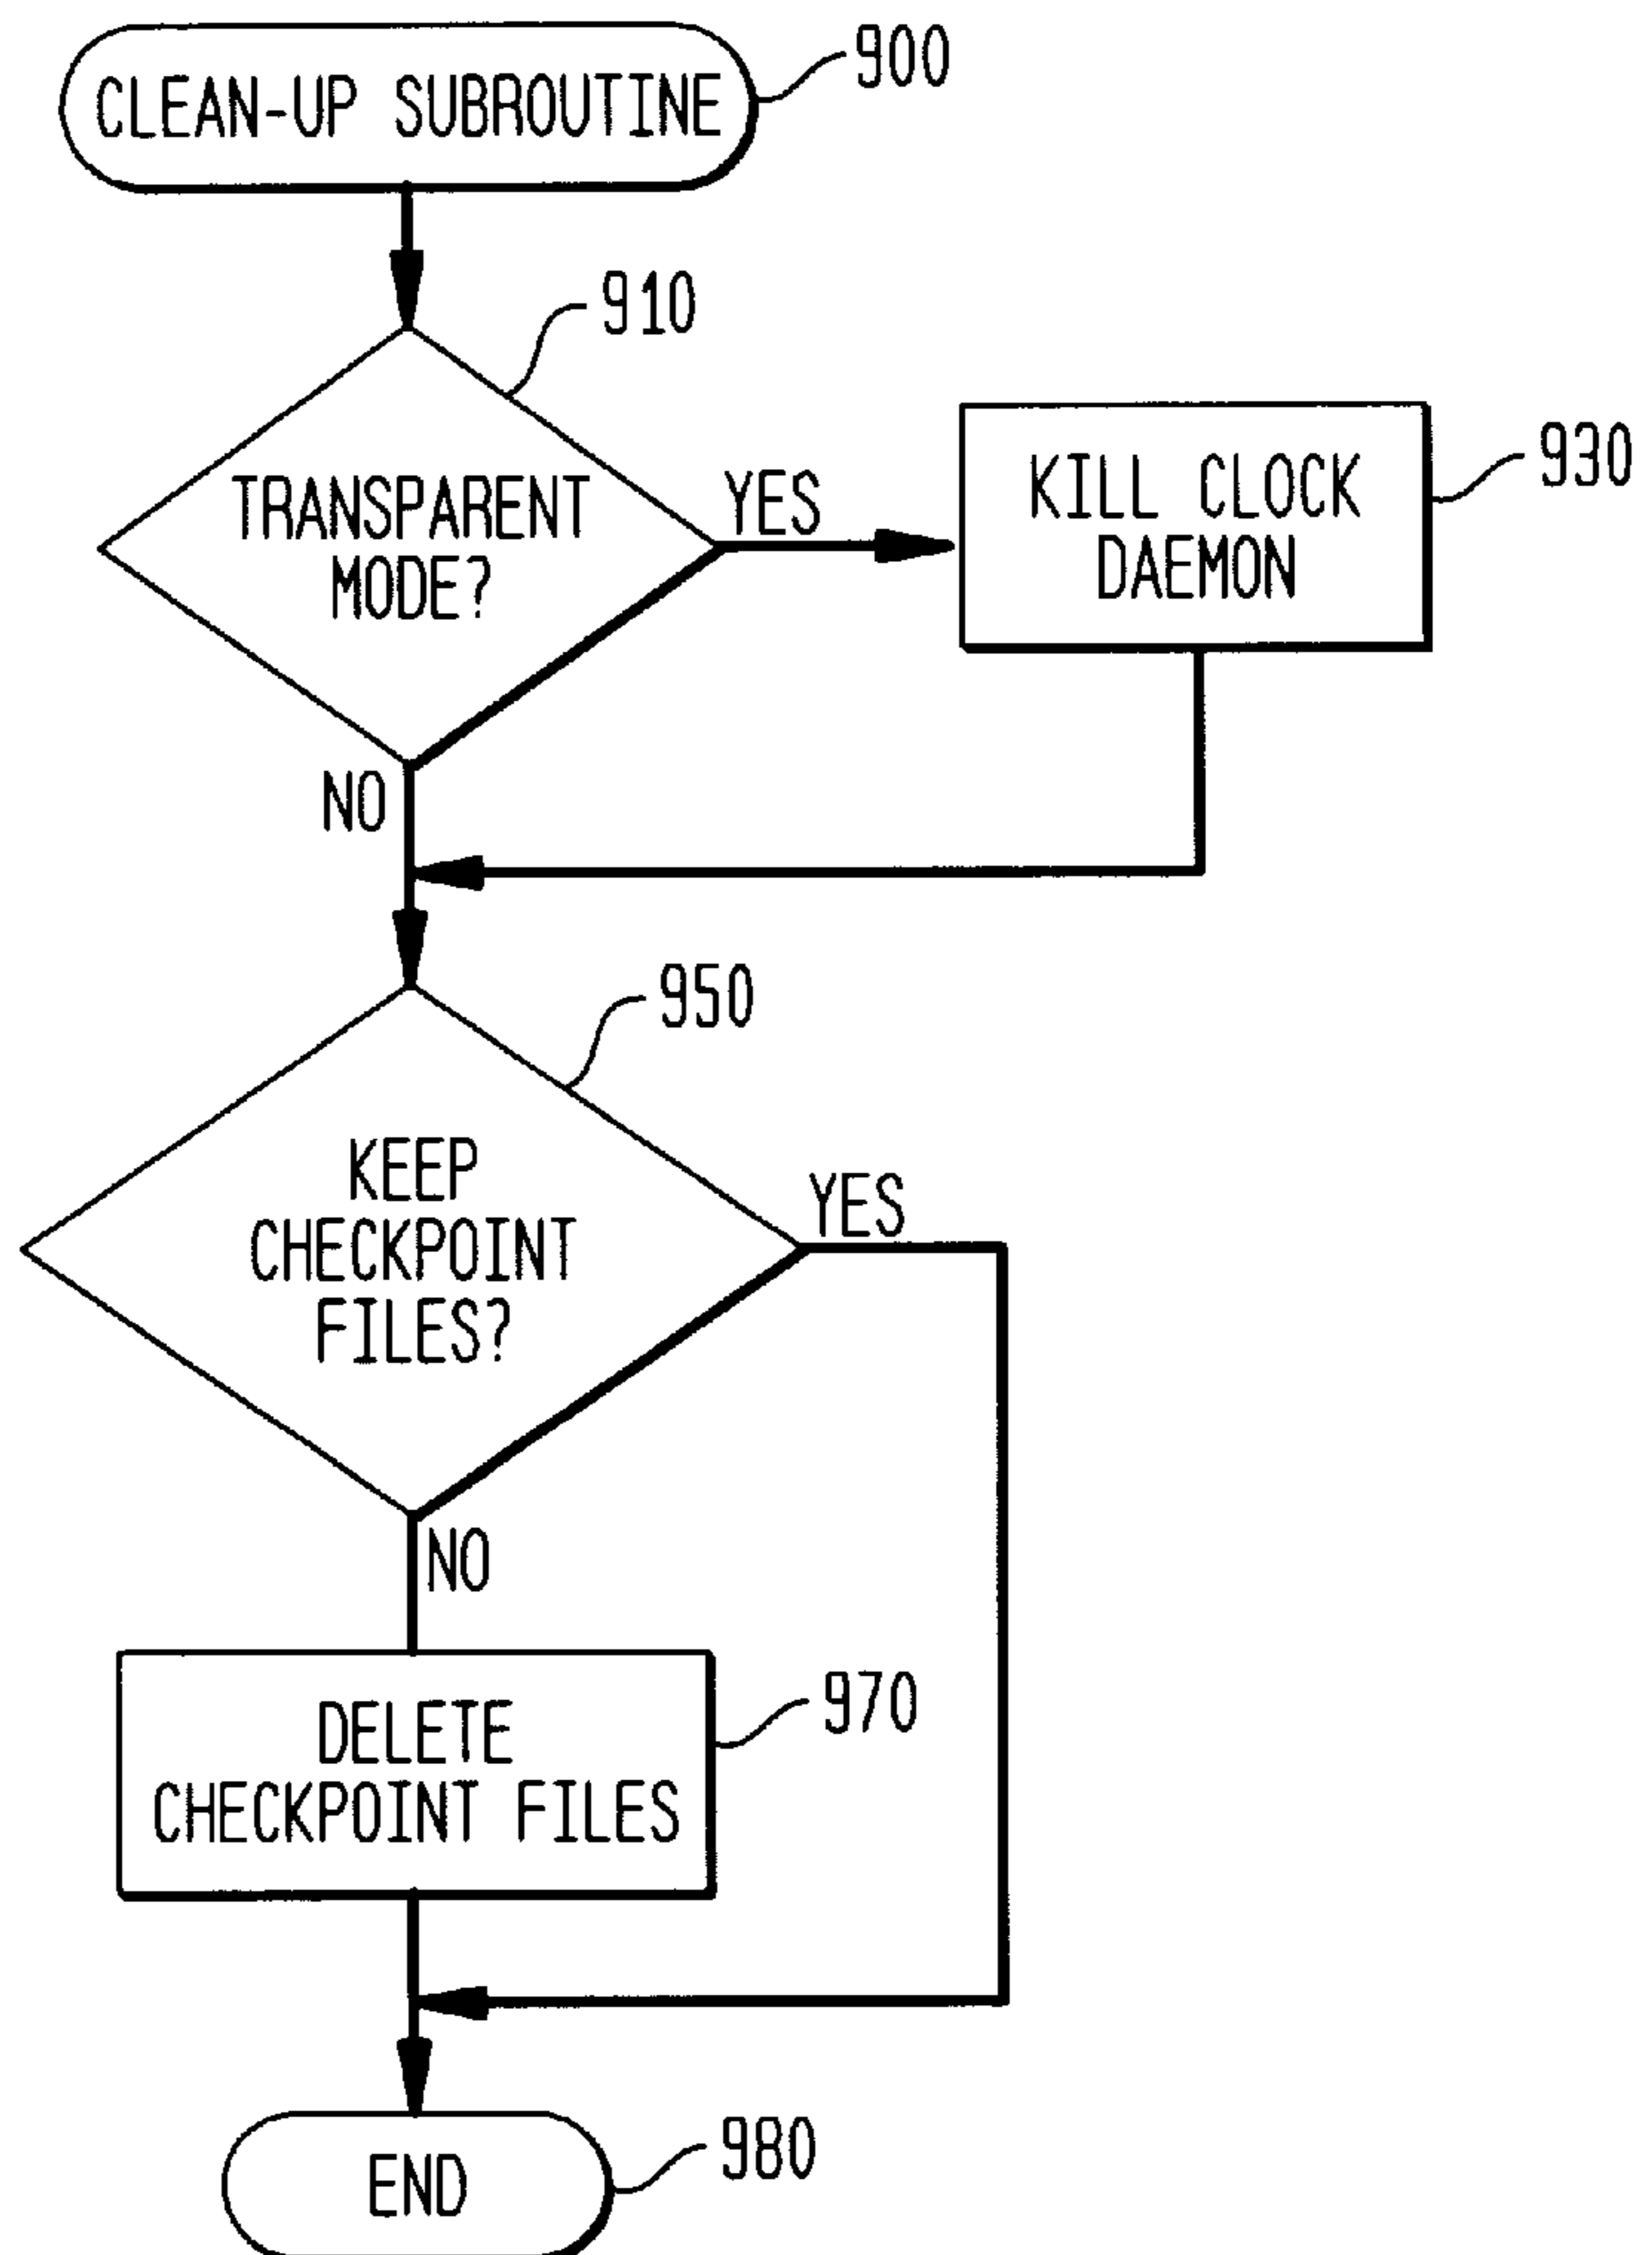 CLEAN-UP SUBROUTINE
900
910
TRANSPARENT
MODE?
YES
KILL CLOCK
DAEMON
930
NO
950
KEEP
CHECKPOINT
FILES?
YES
NO
DELETE
CHECKPOINT FILES
970
END
980